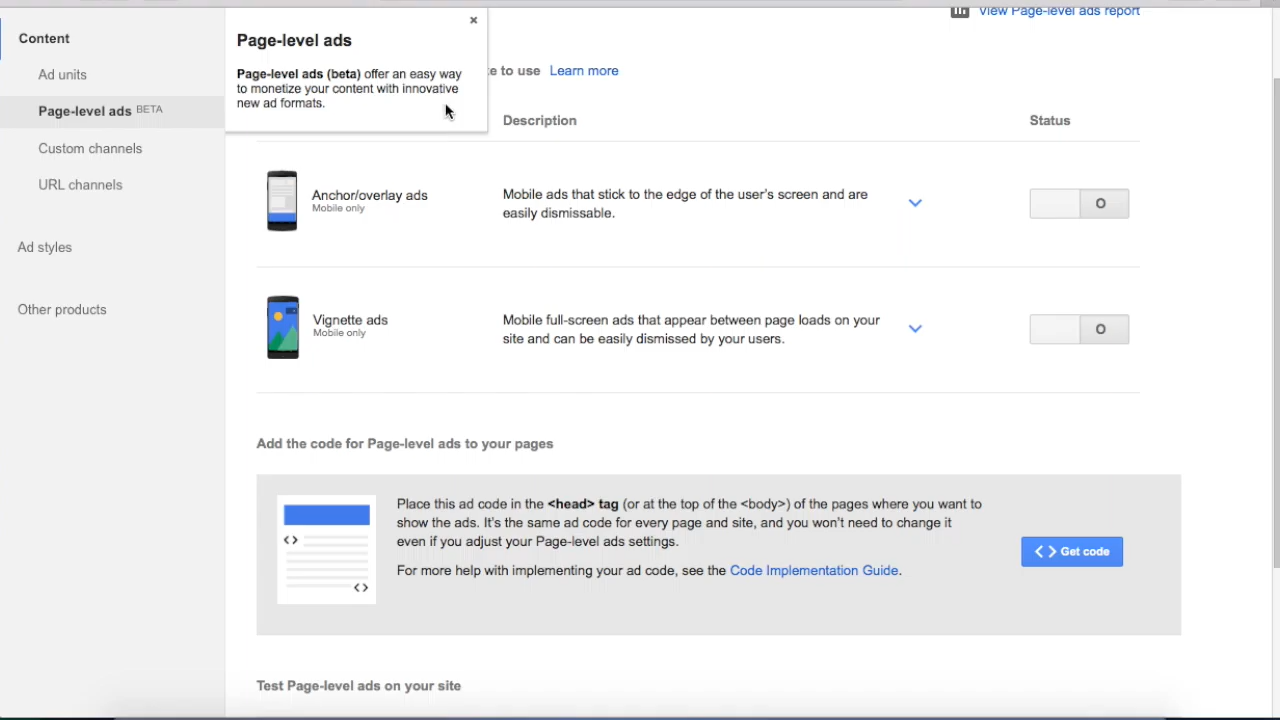 View Page-level ads report
Content
Ad units
Page-level ads BETA
Custom channels
URL channels
Ad styles
Other products
×
Page-level ads
Page-level ads (beta) offer an easy way
to monetize your content with innovative
new ad formats.
to use Learn more
Description
Status
Anchor/overlay ads
Mobile only
Mobile ads that stick to the edge of the user's screen and are
easily dismissable.
O
Vignette ads
Mobile only
Mobile full-screen ads that appear between page loads on your
site and can be easily dismissed by your users.
O
Add the code for Page-level ads to your pages
Place this ad code in the <head> tag (or at the top of the <body>) of the pages where you want to
show the ads. It's the same ad code for every page and site, and you won't need to change it
even if you adjust your Page-level ads settings.
For more help with implementing your ad code, see the Code Implementation Guide.
<> Get code
Test Page-level ads on your site